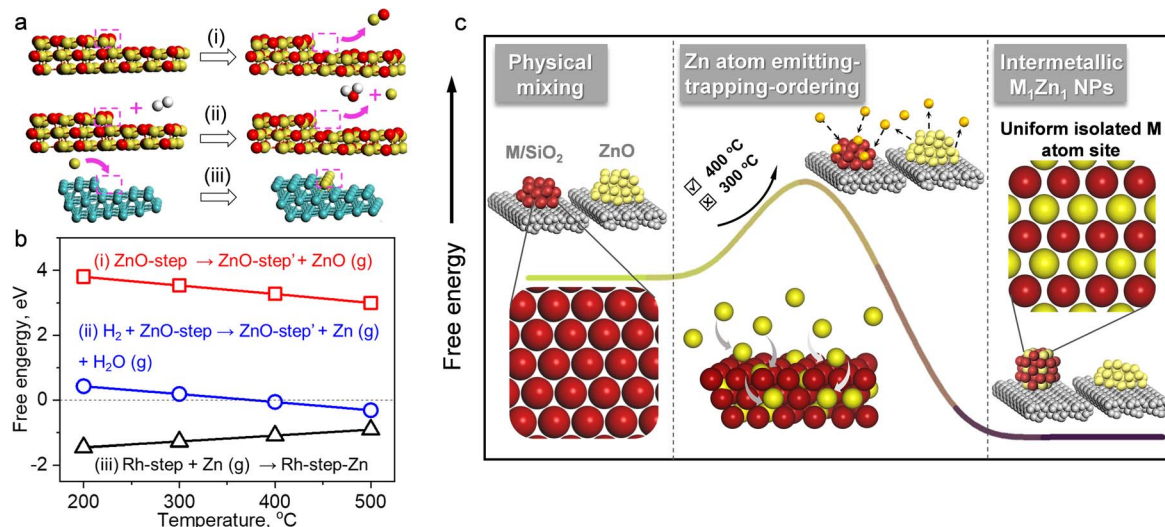 a
(i)
+
(ii)
+
(iii)
b
Free engergy, eV
4
2
0
-2
(i) ZnO-step → ZnO-step' + ZnO (g)
(ii) H₂ + ZnO-step → ZnO-step' + Zn (g)
+ H₂O (g)
(iii) Rh-step + Zn (g) → Rh-step-Zn
200
300
400
500
Temperature, °C
c
Free energy
Physical
mixing
M/SiO₂
ZnO
Zn atom emitting-
trapping-ordering
☑ 400 °C
☒ 300 °C
Intermetallic
M₁Zn₁ NPs
Uniform isolated M
atom site